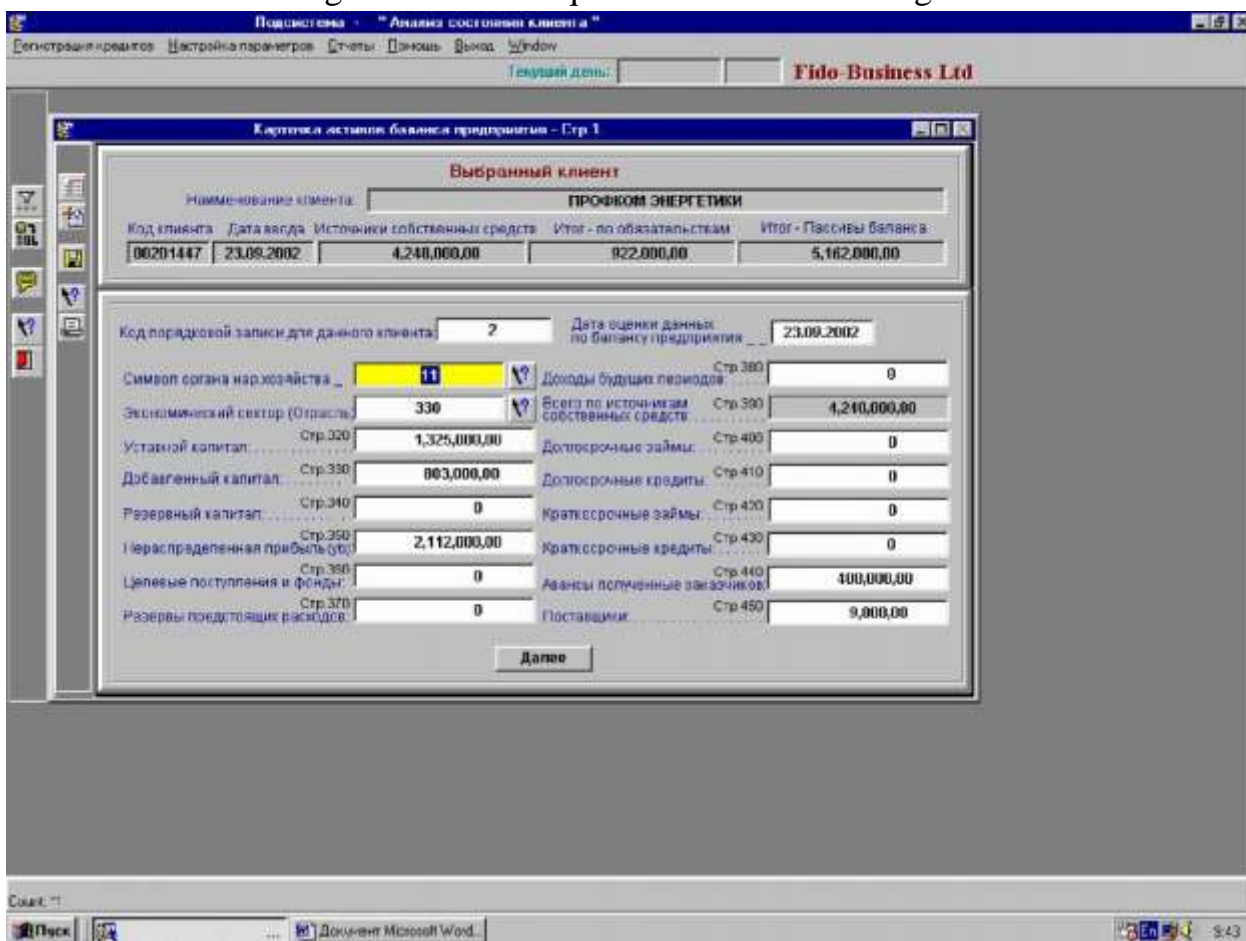 Подсистема - " Анализ состояния клиента "
Регистрация кредитов Настройка параметров Отчеты Помощь Выход Window
Текущий день: Fido-Business Ltd
Карточка активов баланса предприятия - Стр.1
Выбранный клиент
Наименование клиента: ПРОФКОМ ЭНЕРГЕТИКИ
Код клиента Дата ввода Источники собственных средств Итог - по обязательствам Итог - Пассивы баланса
00201447 23.09.2002 4,240,000,00 922,000,00 5,162,000,00
Код порядковой записи для данного клиента: 2 Дата оценки данных по балансу предприятия _ _ 23.09.2002
Символ органа нар.хозяйства _ 11 Доходы будущих периодов Стр.380 0
Экономический сектор (Отрасль) 330 Всего по источникам собственных средств: Стр.390 4,240,000,00
Уставной капитал: Стр.320 1,325,000,00 Долгосрочные займы: Стр.400 0
Добавленный капитал: Стр.330 803,000,00 Долгосрочные кредиты: Стр.410 0
Резервный капитал: Стр.340 0 Краткосрочные займы: Стр.420 0
Нераспределенная прибыль(уб) Стр.350 2,112,000,00 Краткосрочные кредиты: Стр.430 0
Целевые поступления и фонды: Стр.360 0 Авансы полученные заказчиков: Стр.440 400,000,00
Резервы предстоящих расходов: Стр.370 0 Поставщики: Стр.450 9,000,00
Далее
Count: *1
Пуск ... Документ Microsoft Word... En 9:43